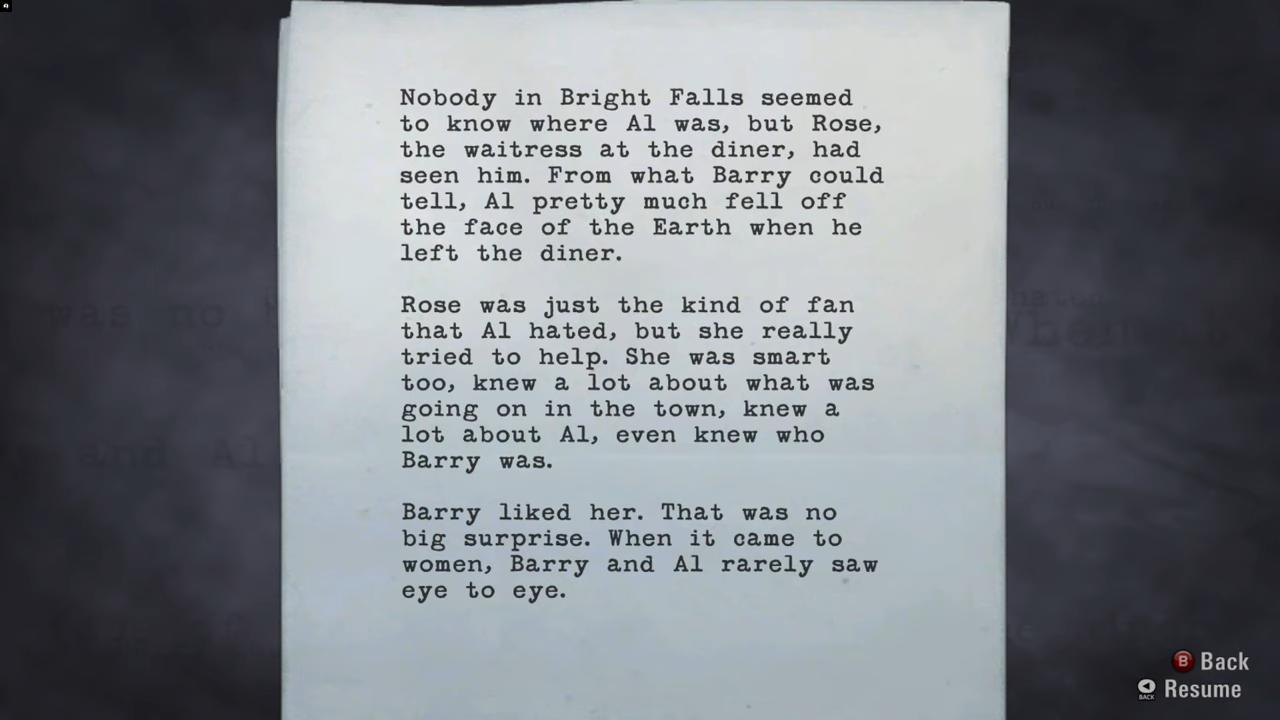 Nobody in Bright Falls seemed
to know where Al was, but Rose,
the waitress at the diner, had
seen him. From what Barry could
tell, Al pretty much fell off
the face of the Earth when he
left the diner.
Rose was just the kind of fan
that Al hated, but she really
tried to help. She was smart
too, knew a lot about what was
going on in the town, knew a
lot about Al, even knew who
Barry was.
Barry liked her. That was no
big surprise. When it came to
women, Barry and Al rarely saw
eye to eye.
B Back
BACK Resume